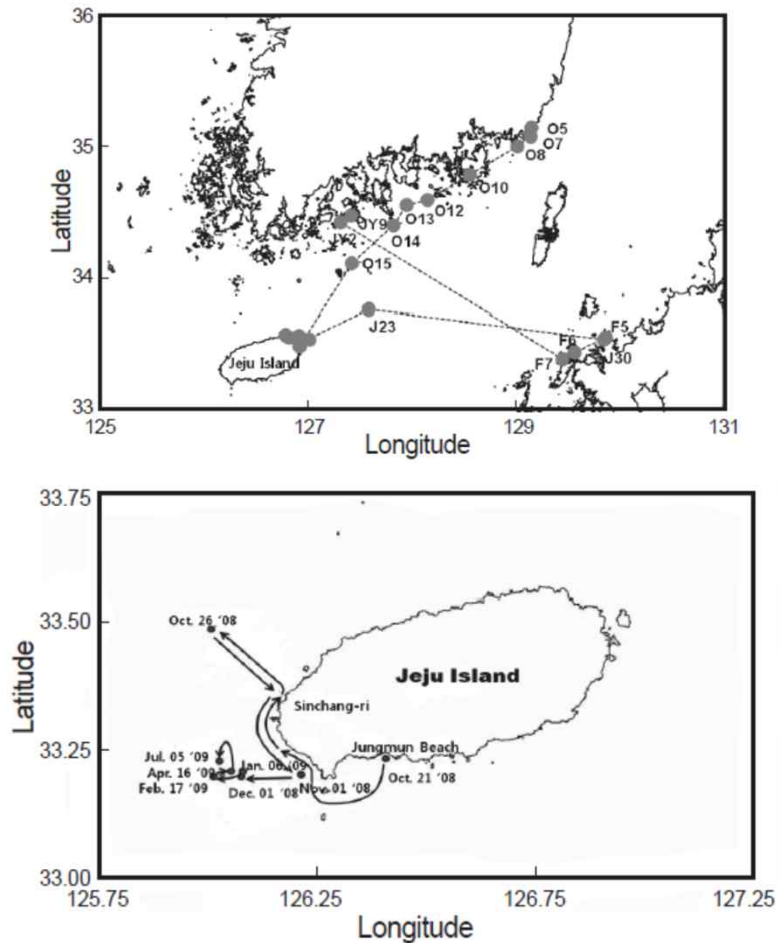 36
35
34
33
Latitude
O5
O7
O8
O10
O12
O13
O14
O15
J23
F5
F6
F7
J30
Jeju Island
125
127
129
131
Longitude
33.75
33.50
33.25
33.00
Latitude
Oct. 26 '08
Jeju Island
Sinchang-ri
Jungmun Beach
Jul. 05 '09
Jan. 06 '09
Apr. 16 '09
Feb. 17 '09
Dec. 01 '08
Nov. 01 '08
Oct. 21 '08
125.75
126.25
126.75
127.25
Longitude